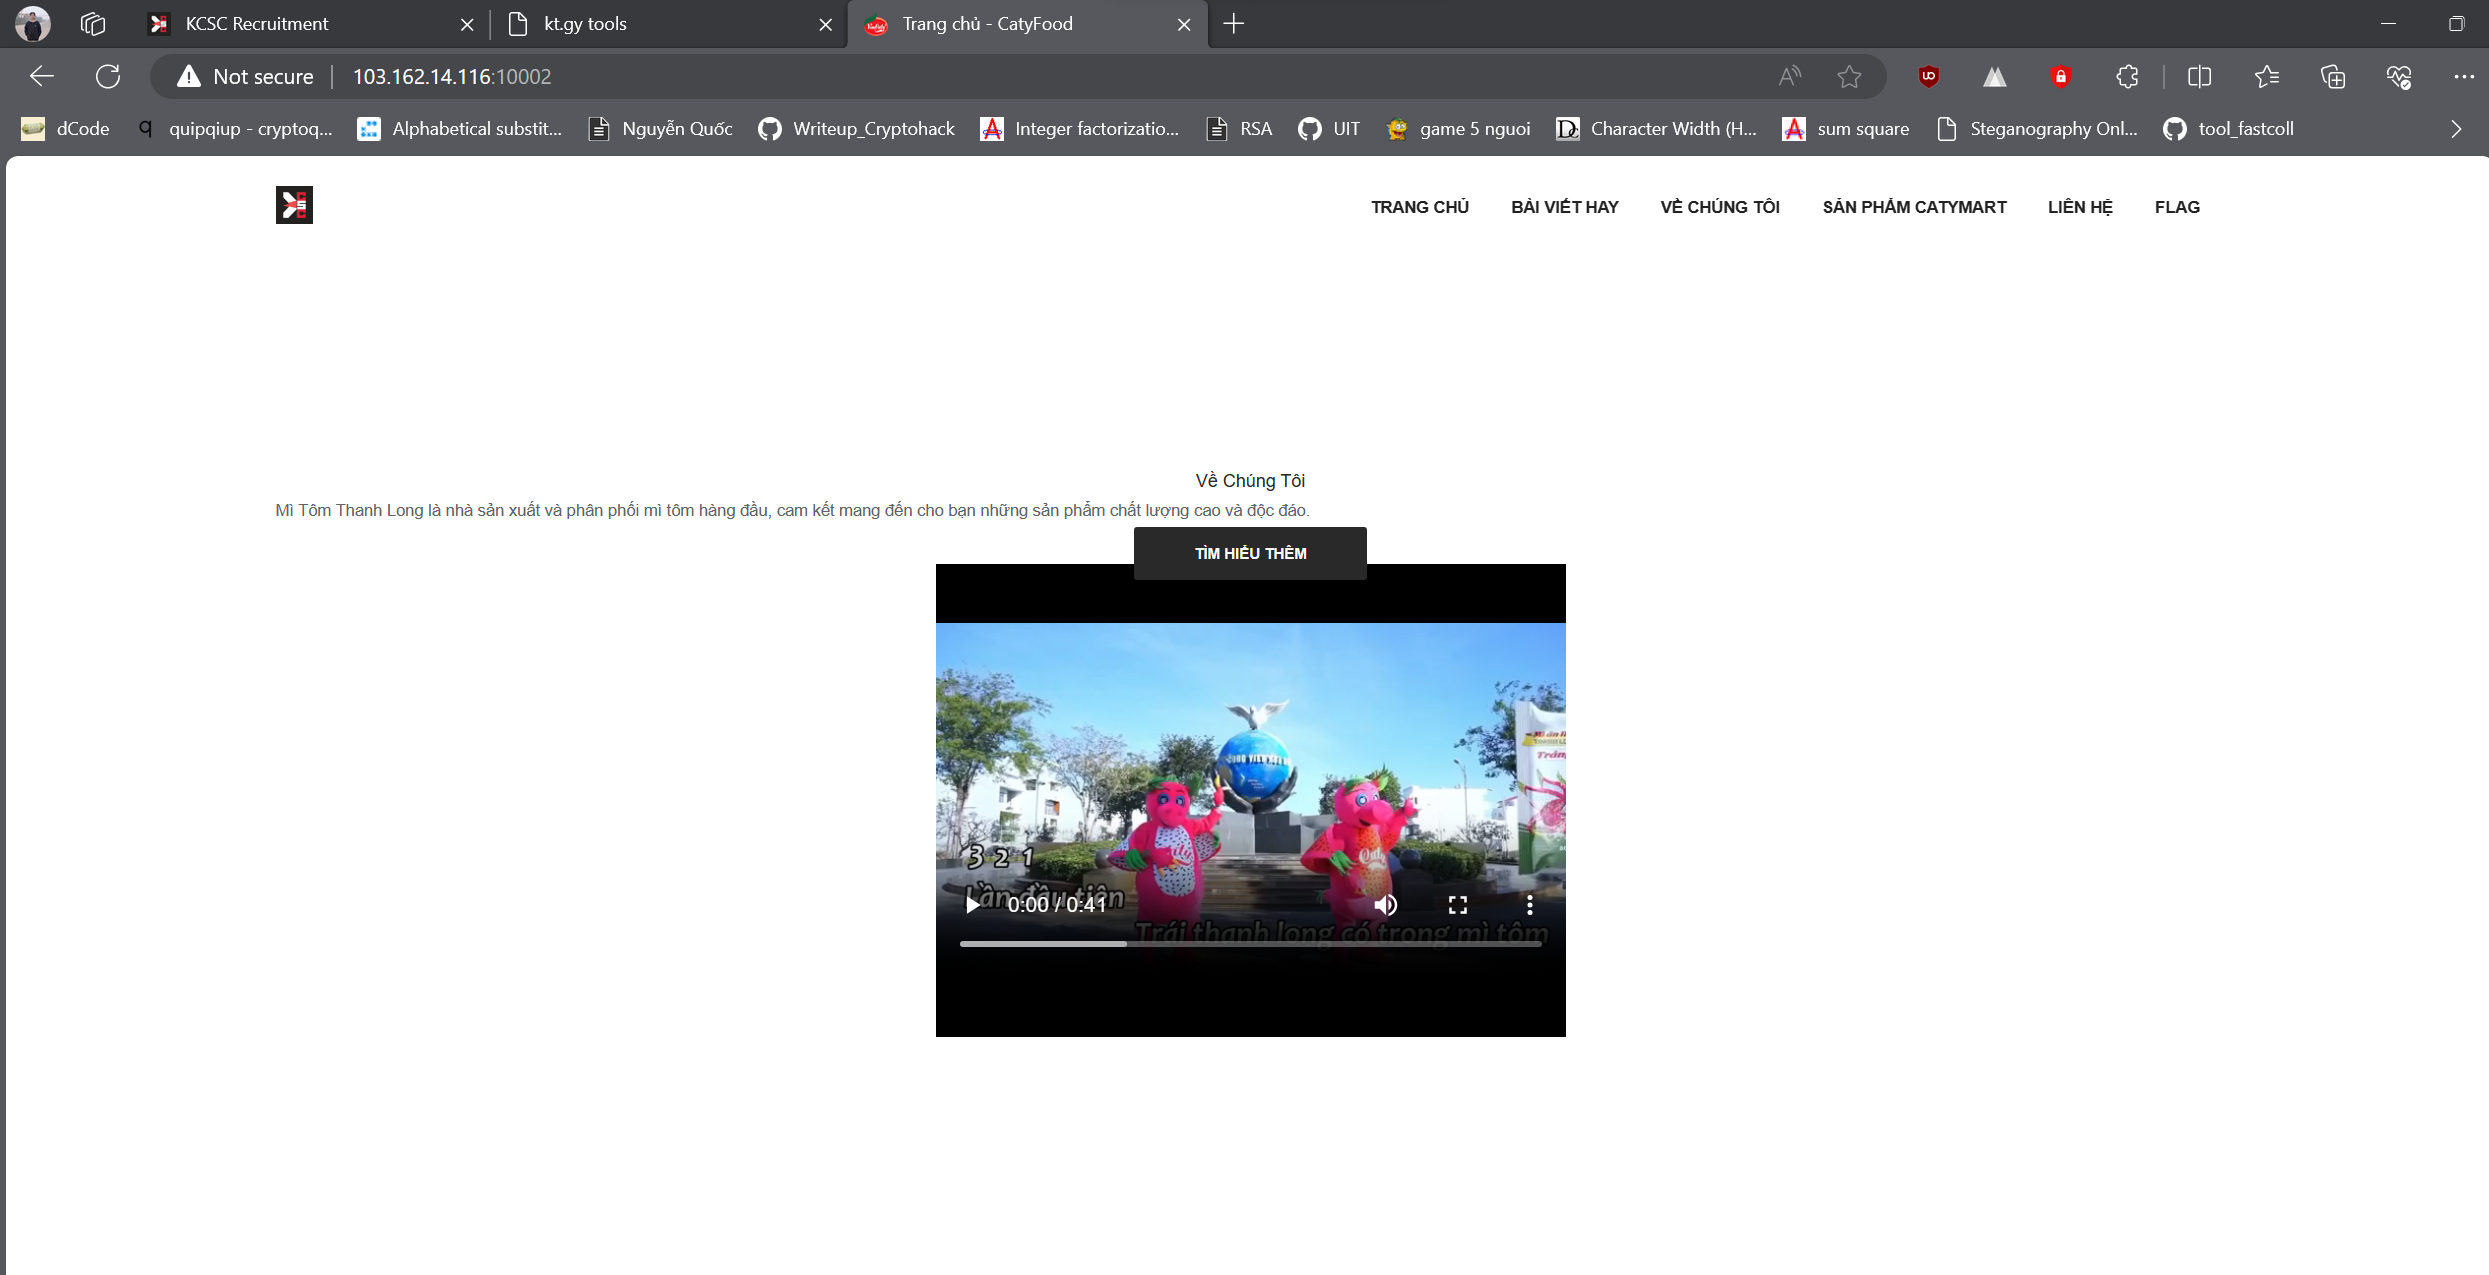 KCSC Recruitment
kt.gy tools
Trang chủ - CatyFood
Not secure
103.162.14.116:10002
dCode
quipqiup - cryptoq...
Alphabetical substit...
Nguyễn Quốc
Writeup_Cryptohack
Integer factorizatio...
RSA
UIT
game 5 nguoi
Character Width (H...
sum square
Steganography Onl...
tool_fastcoll
TRANG CHỦ
BÀI VIẾT HAY
VỀ CHÚNG TÔI
SẢN PHẨM CATYMART
LIÊN HỆ
FLAG
Về Chúng Tôi
Mì Tôm Thanh Long là nhà sản xuất và phân phối mì tôm hàng đầu, cam kết mang đến cho bạn những sản phẩm chất lượng cao và độc đáo.
TÌM HIỂU THÊM
3 2 1
Lần đầu tiên
0:00 / 0:41
Trái thanh long có trong mì tôm